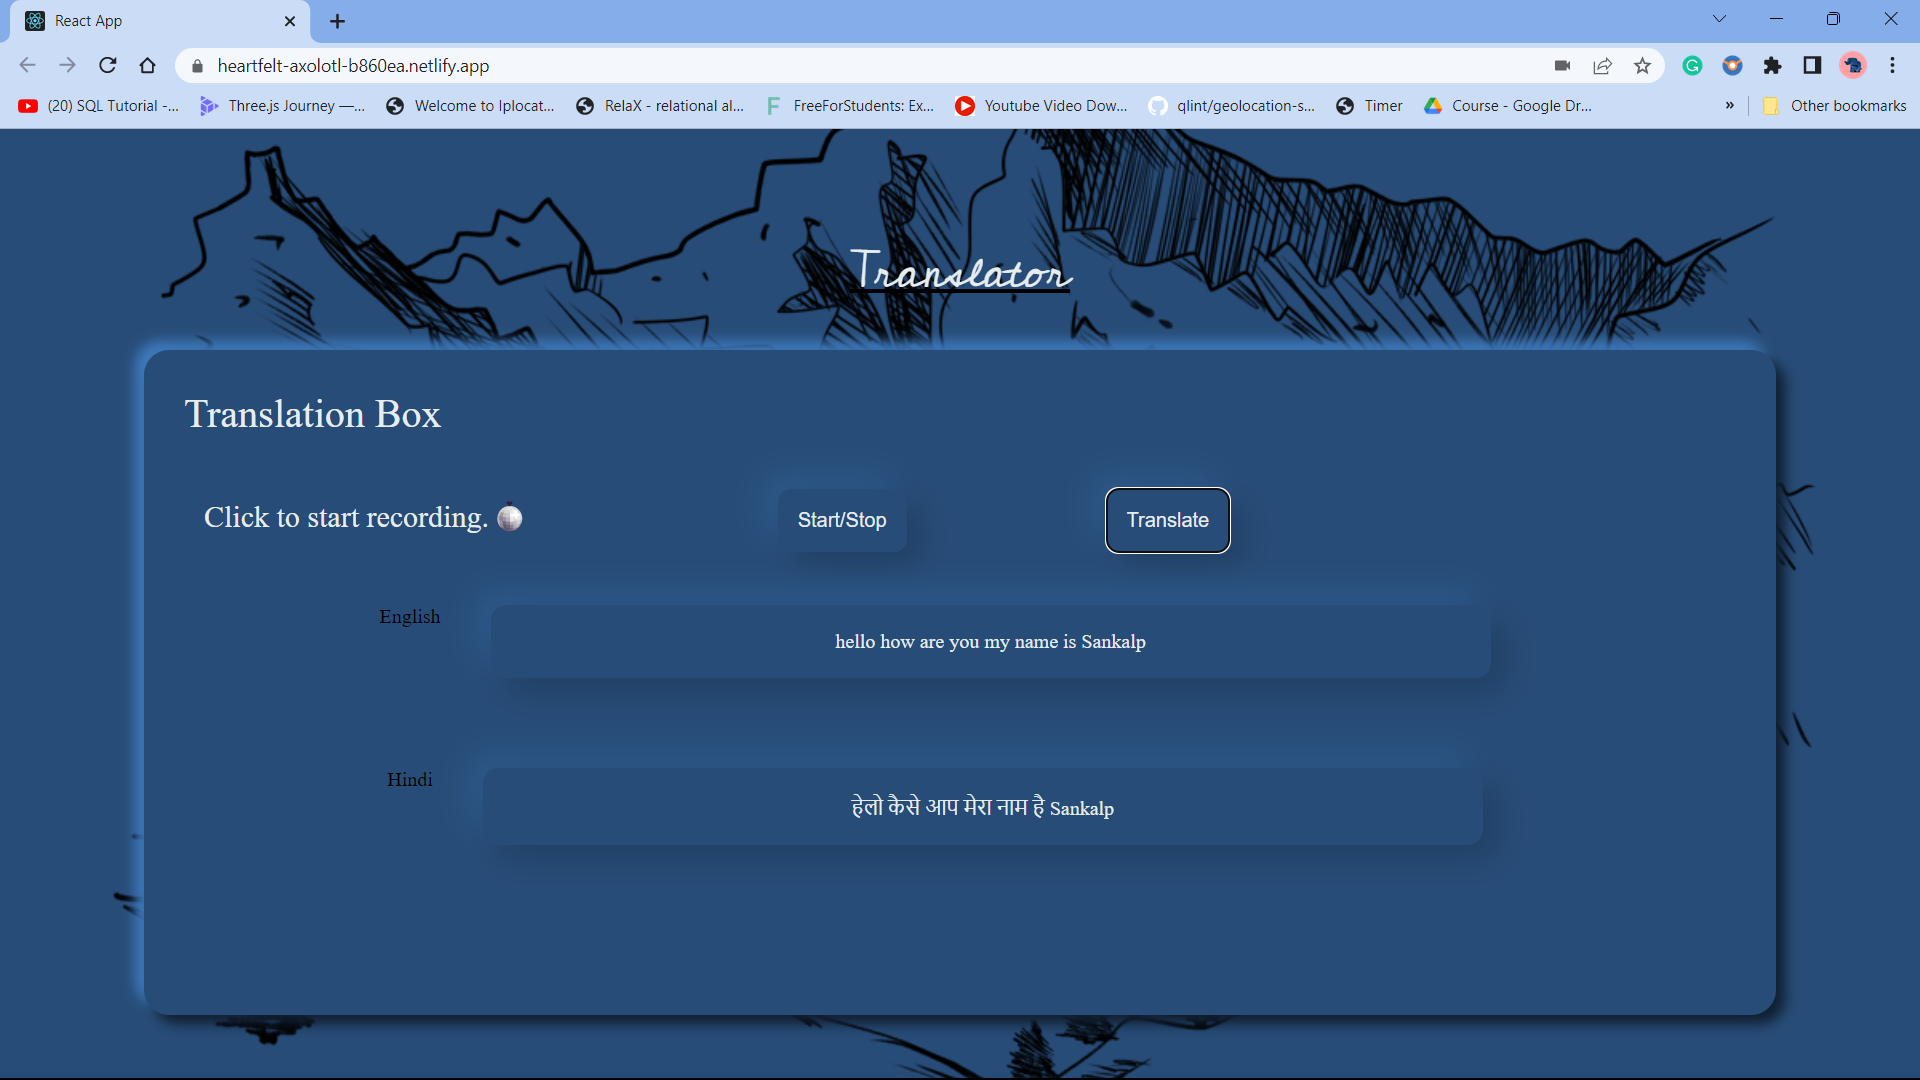 React App
heartfelt-axolotl-b860ea.netlify.app
(20) SQL Tutorial -...
Three.js Journey —...
Welcome to Iplocat...
RelaX - relational al...
FreeForStudents: Ex...
Youtube Video Dow...
qlint/geolocation-s...
Timer
Course - Google Dr...
»
Other bookmarks
Translator
Translation Box
Click to start recording.
Start/Stop
Translate
English
hello how are you my name is Sankalp
Hindi
हेलो कैसे आप मेरा नाम है Sankalp